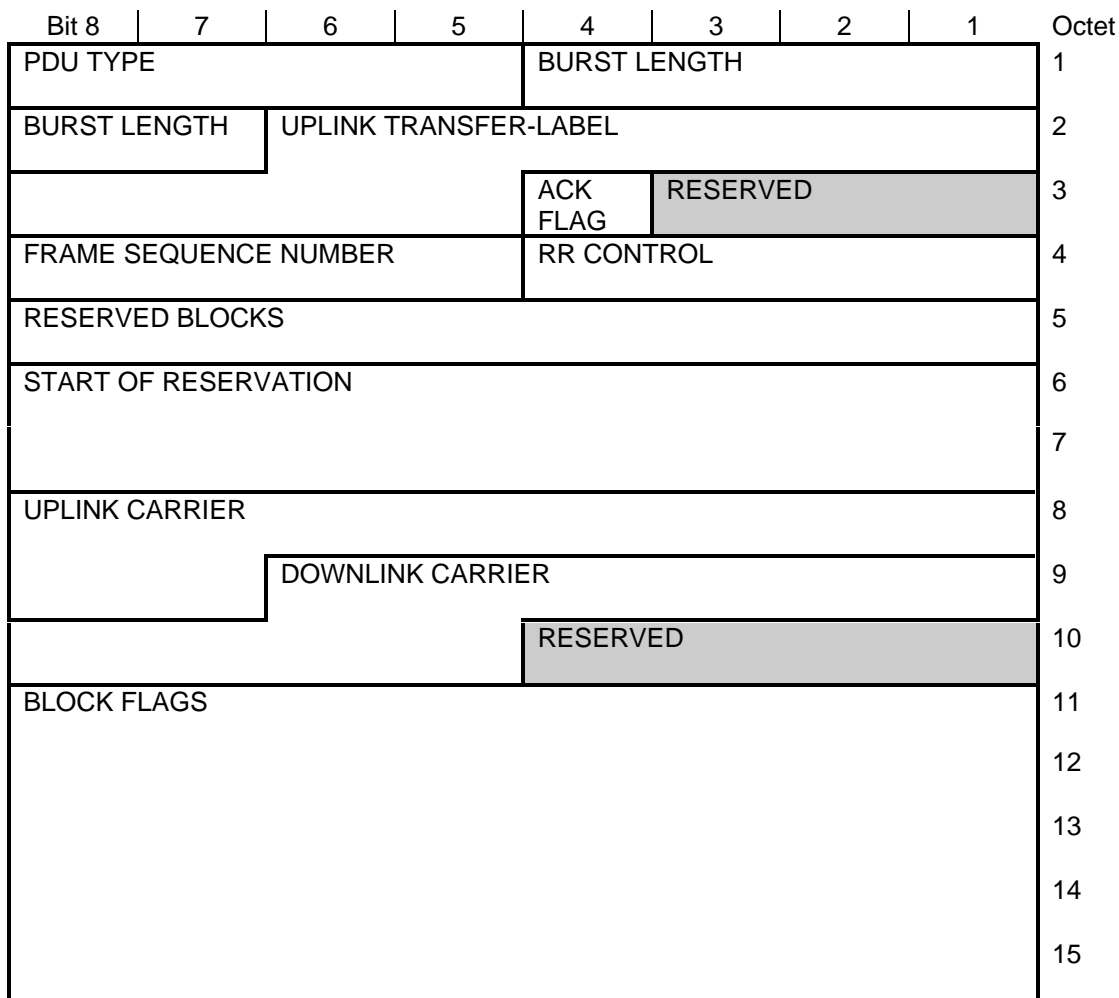 Bit 8 7 6 5 4 3 2 1 Octet
PDU TYPE BURST LENGTH 1
BURST LENGTH UPLINK TRANSFER-LABEL 2
ACK RESERVED 3
FLAG
FRAME SEQUENCE NUMBER RR CONTROL 4
RESERVED BLOCKS 5
START OF RESERVATION 6
7
UPLINK CARRIER 8
DOWNLINK CARRIER 9
RESERVED 10
BLOCK FLAGS 11
12
13
14
15